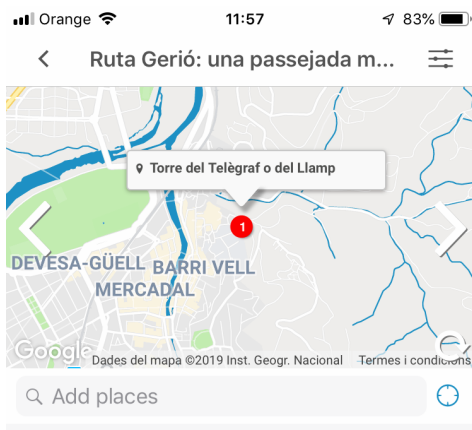 Orange 11:57 83%
Ruta Gerió: una passejada m...
Torre del Telègraf o del Llamp
1
DEVESA-GÜELL
BARRI VELL
MERCADAL
Google
Dades del mapa ©2019 Inst. Geogr. Nacional Termes i condicions
Add places